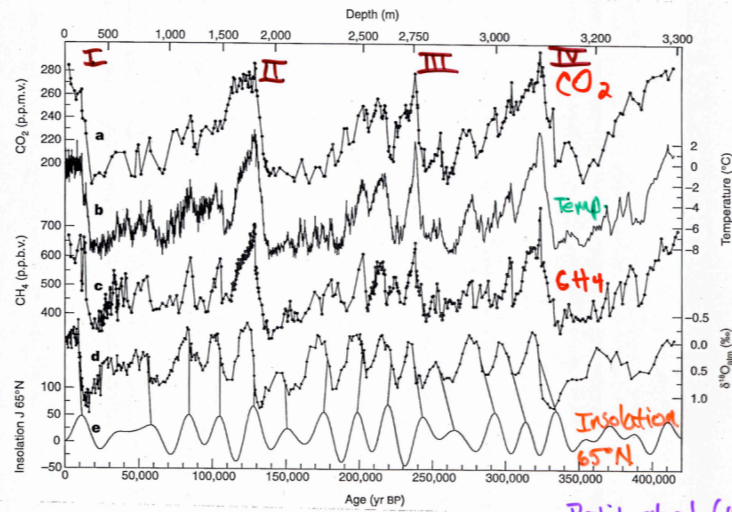 Depth (m)
0 500 1,000 1,500 2,000 2,500 2,750 3,000 3,200 3,300
I II III IV
CO₂
280
260
240
220
200
CO₂ (p.p.m.v.)
a
2
0
−2
−4
−6
−8
Temperature (°C)
b
Temp.
700
600
500
400
CH₄ (p.p.b.v.)
c
CH4
−0.5
0.0
0.5
1.0
δ¹⁸Oatm (‰)
d
100
50
0
−50
Insolation J 65°N
e
Insolation
65°N
0 50,000 100,000 150,000 200,000 250,000 300,000 350,000 400,000
Age (yr BP)